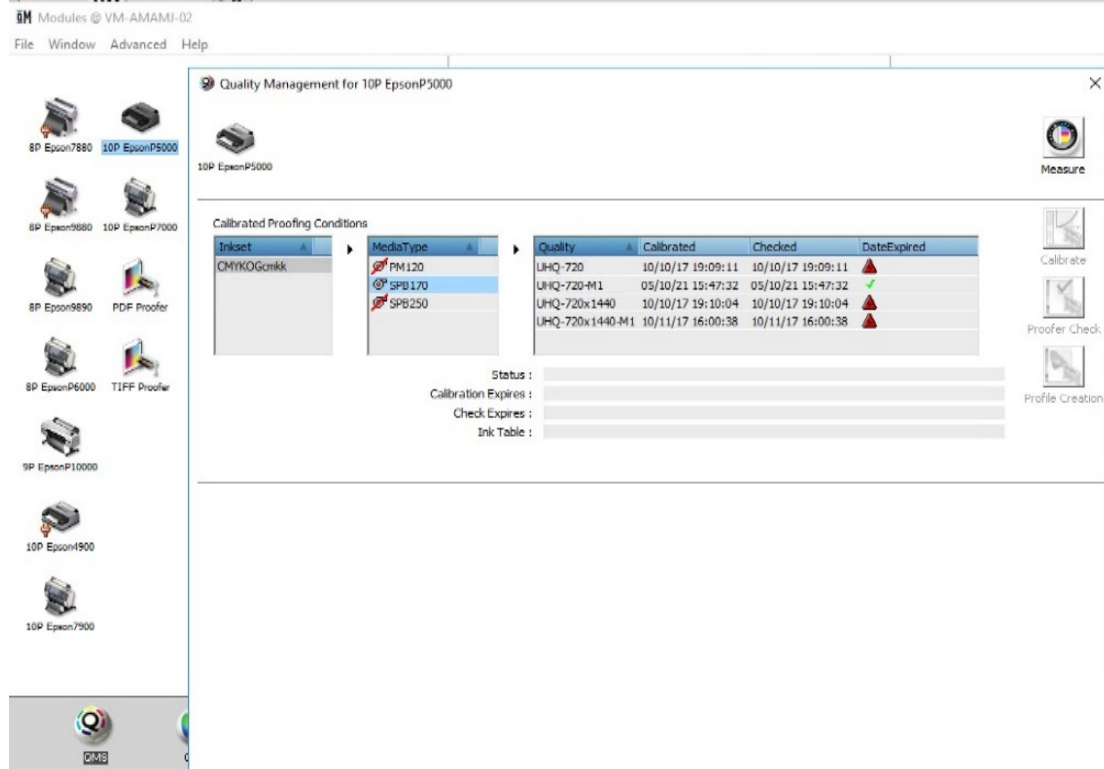 Modules @ VM-AMAMJ-02
File Window Advanced Help
Quality Management for 10P EpsonP5000
8P Epson7880
10P EpsonP5000
8P Epson9880
10P EpsonP7000
8P Epson9890
PDF Proofer
8P EpsonP6000
TIFF Proofer
9P EpsonP10000
10P Epson4900
10P Epson7900
QMS
10P EpsonP5000
Measure
Calibrated Proofing Conditions
Inkset
CMYKOGcmkk
MediaType
PM120
SPB170
SPB250
Quality Calibrated Checked DateExpired
UHQ-720 10/10/17 19:09:11 10/10/17 19:09:11
UHQ-720-M1 05/10/21 15:47:32 05/10/21 15:47:32
UHQ-720x1440 10/10/17 19:10:04 10/10/17 19:10:04
UHQ-720x1440-M1 10/11/17 16:00:38 10/11/17 16:00:38
Status :
Calibration Expires :
Check Expires :
Ink Table :
Calibrate
Proofer Check
Profile Creation